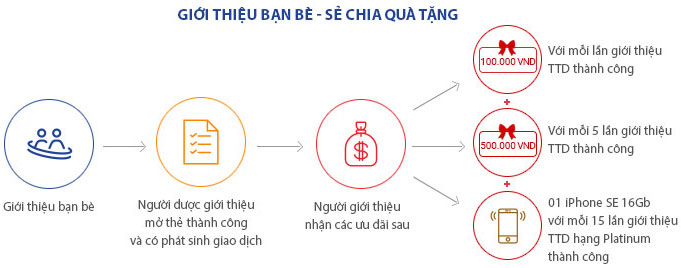 GIỚI THIỆU BẠN BÈ - SẺ CHIA QUÀ TẶNG
Giới thiệu bạn bè
Người dược giới thiệu
mở thẻ thành công
và có phát sinh giao dịch
Người giới thiệu
nhận các ưu dãi sau
100.000 VND
Với mỗi lần giới thiệu
TTD thành công
+
500.000 VND
Với mỗi 5 lần giới thiệu
TTD thành công
+
01 iPhone SE 16Gb
với mỗi 15 lần giới thiệu
TTD hạng Platinum
thành công